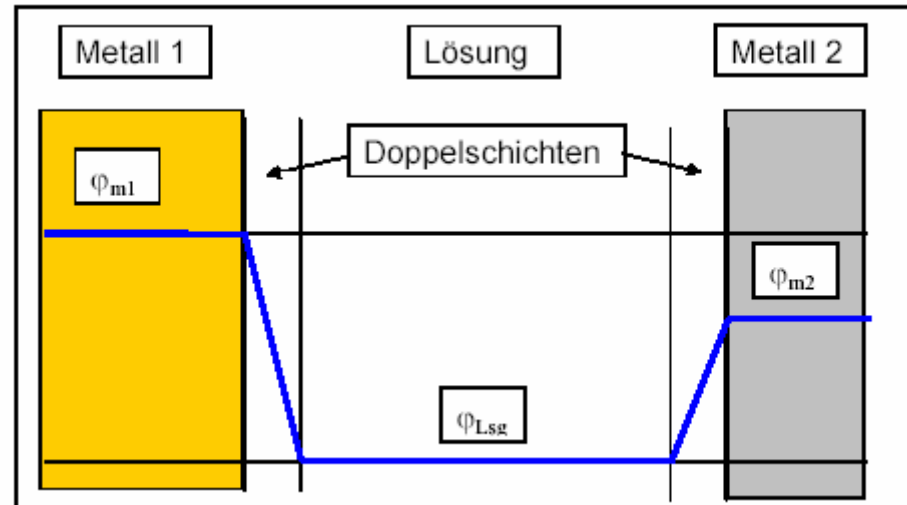 Metall 1
Lösung
Metall 2
Doppelschichten
φm1
φm2
φLsg